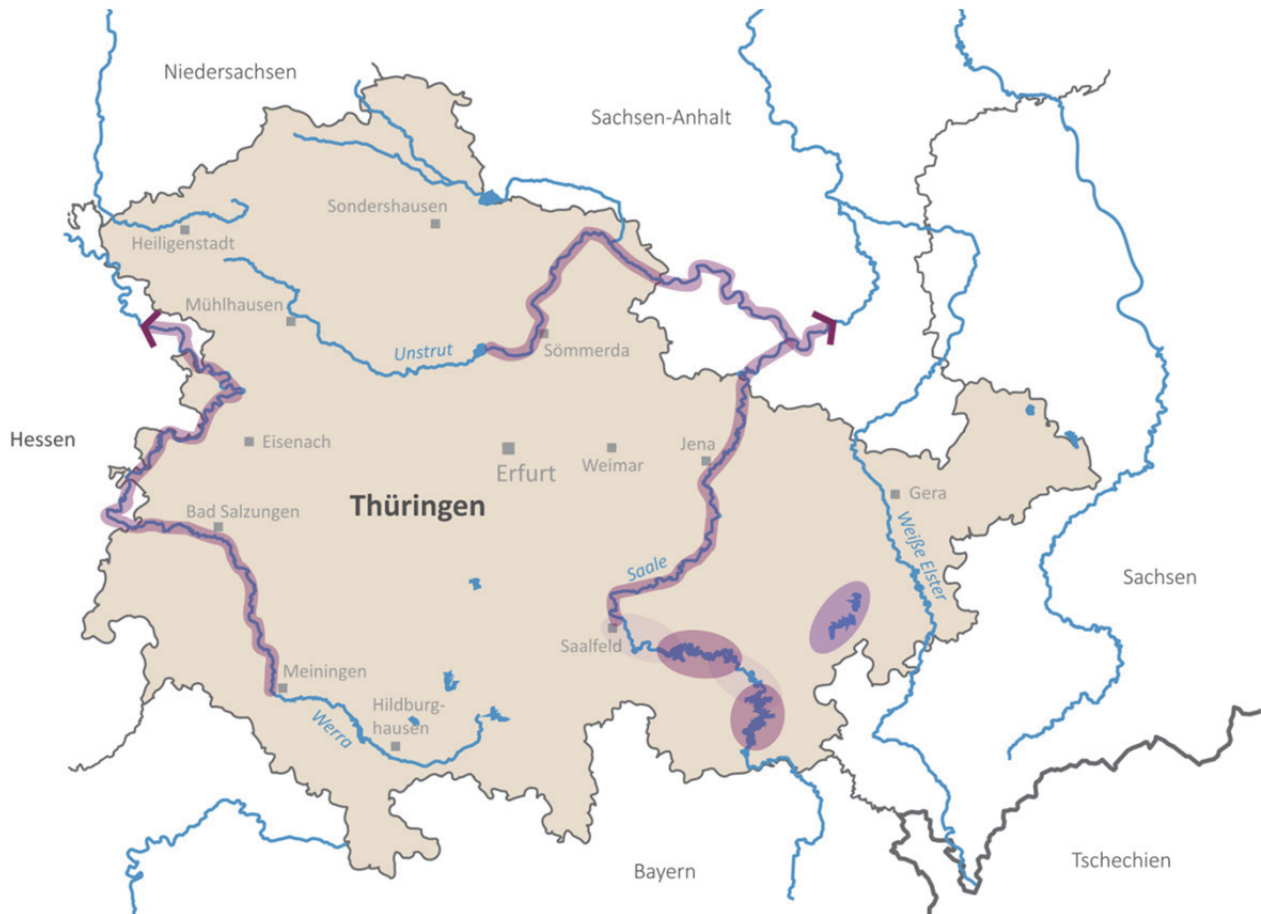 Niedersachsen
Sachsen-Anhalt
Sondershausen
Heiligenstadt
Mühlhausen
Unstrut
Sömmerda
Hessen
Eisenach
Erfurt
Weimar
Jena
Gera
Thüringen
Bad Salzungen
Weiße Elster
Saale
Sachsen
Saalfeld
Meiningen
Hildburg-
hausen
Werra
Bayern
Tschechien